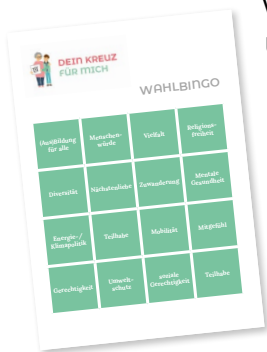 DEIN KREUZ
FÜR MICH
WAHLBINGO
(Aus)Bildung
für alle
Menschen-
würde
Vielfalt
Religions-
freiheit
Diversität
Nächstenliebe
Zuwanderung
Mentale
Gesundheit
Energie-/
Klimapolitik
Teilhabe
Mobilität
Mitgefühl
Gerechtigkeit
Umwelt-
schutz
soziale
Gerechtigkeit
Teilhabe